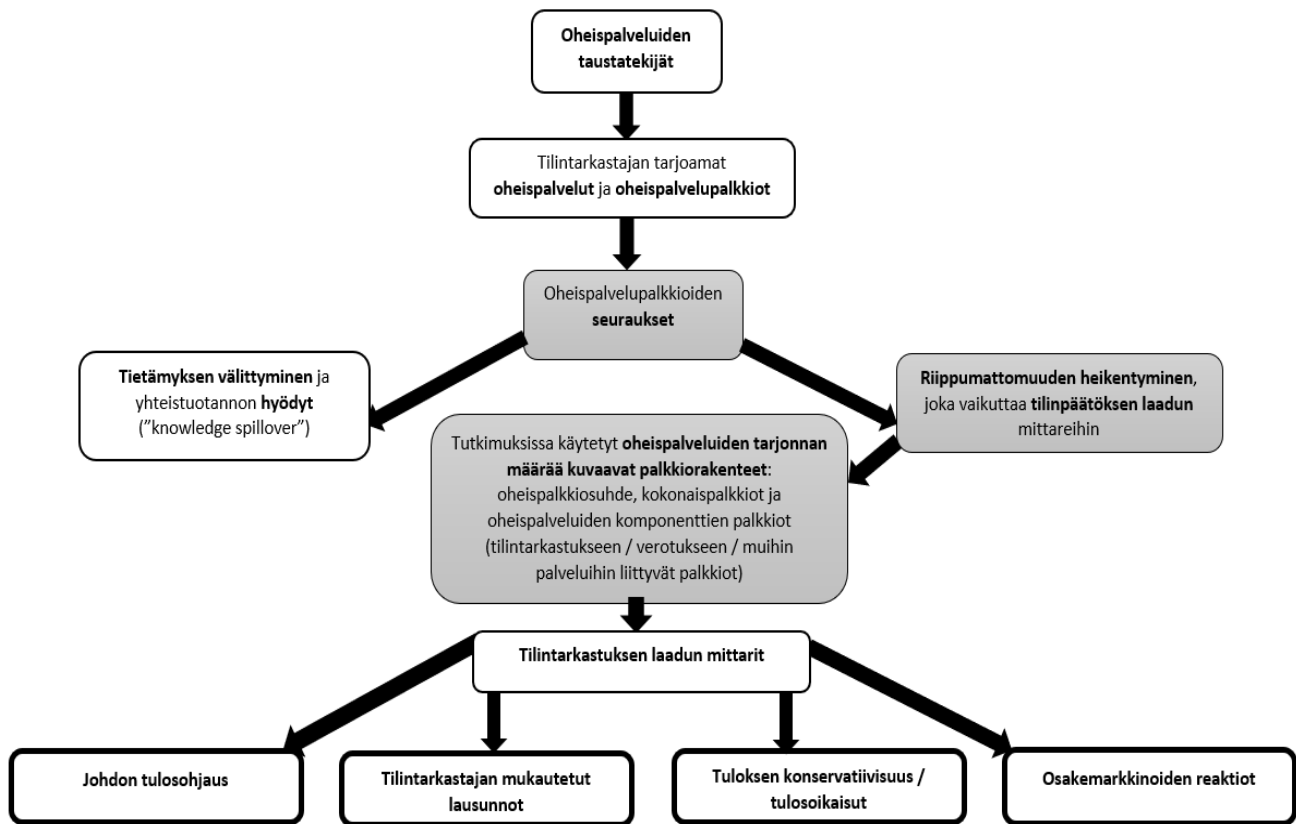 Oheispalveluiden
taustatekijät
Tilintarkastajan tarjoamat
oheispalvelut ja oheispalvelupalkkiot
Oheispalvelupalkkioiden
seuraukset
Tietämyksen välittyminen ja
yhteistuotannon hyödyt
("knowledge spillover")
Riippumattomuuden heikentyminen,
joka vaikuttaa tilinpäätöksen laadun
mittareihin
Tutkimuksissa käytetyt oheispalveluiden tarjonnan
määrää kuvaavat palkkiorakenteet:
oheispalkkiosuhde, kokonaispalkkiot ja
oheispalveluiden komponenttien palkkiot
(tilintarkastukseen / verotukseen / muihin
palveluihin liittyvät palkkiot)
Tilintarkastuksen laadun mittarit
Johdon tulosohjaus
Tilintarkastajan mukautetut
lausunnot
Tuloksen konservatiivisuus /
tulosoikaisut
Osakemarkkinoiden reaktiot